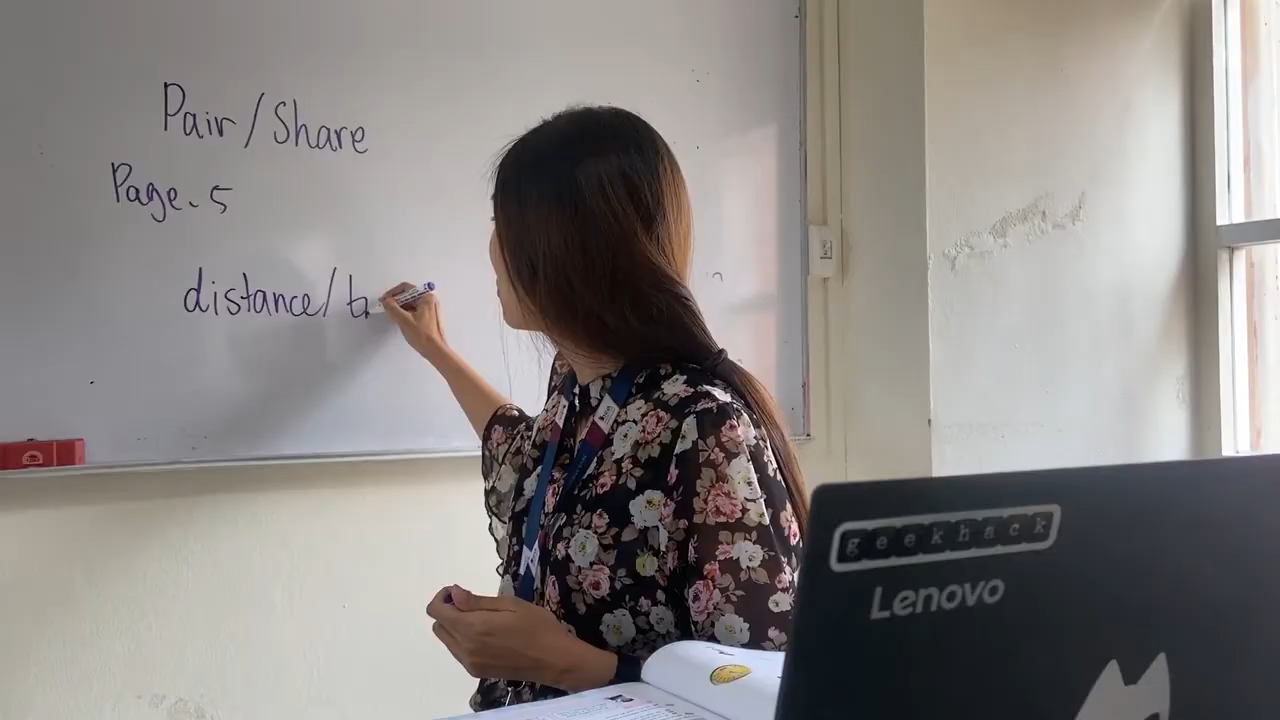 Pair / Share
Page. 5
distance/ t
geekhack
Lenovo